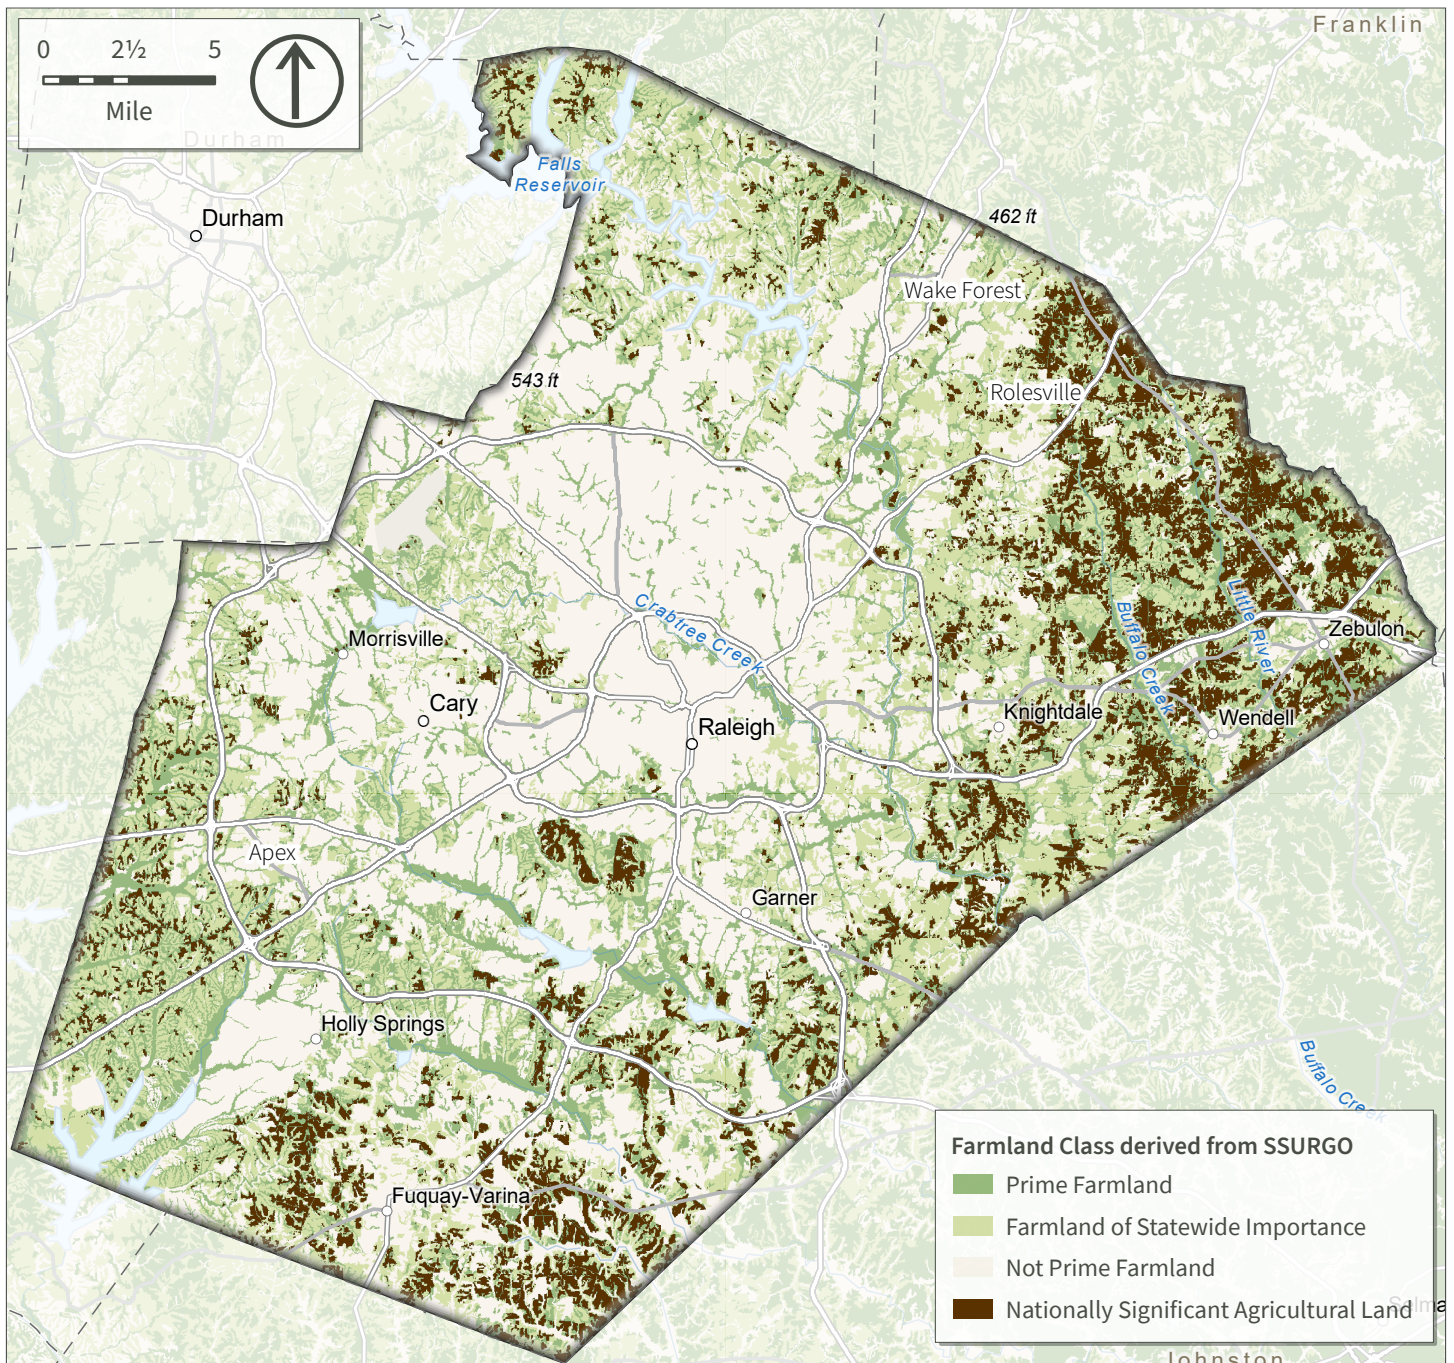 Franklin
0 2½ 5
Mile
Durham
Falls
Reservoir
Durham
462 ft
Wake Forest
543 ft
Rolesville
Crabtree Creek
Little River
Buffalo Creek
Zebulon
Morrisville
Cary
Knightdale
Wendell
Raleigh
Apex
Garner
Holly Springs
Buffalo Creek
Fuquay-Varina
Farmland Class derived from SSURGO
Prime Farmland
Farmland of Statewide Importance
Not Prime Farmland
Nationally Significant Agricultural Land
Johnston